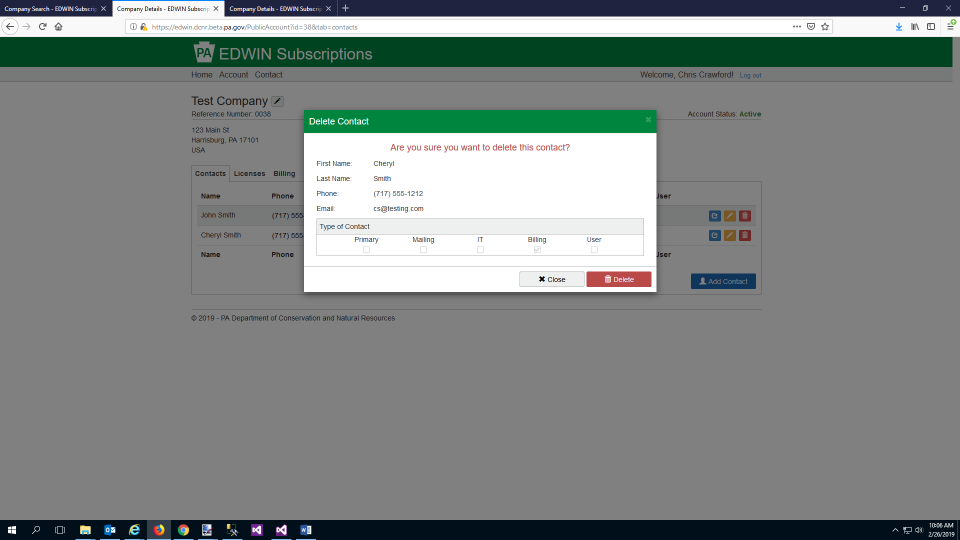 Company Search - EDWIN Subscrip
Company Details - EDWIN Subscrip
Company Details - EDWIN Subscrip
https://edwin.dcnr.beta.pa.gov/PublicAccount?id=38&tab=contacts
PA EDWIN Subscriptions
Home Account Contact
Welcome, Chris Crawford! Log out
Test Company
Reference Number: 0038
Account Status: Active
123 Main St
Harrisburg, PA 17101
USA
Contacts Licenses Billing
Name Phone User
John Smith (717) 555
Cheryl Smith (717) 555
Name Phone User
Add Contact
Delete Contact
Are you sure you want to delete this contact?
First Name: Cheryl
Last Name: Smith
Phone: (717) 555-1212
Email: cs@testing.com
Type of Contact
Primary Mailing IT Billing User
Close Delete
© 2019 - PA Department of Conservation and Natural Resources
10:06 AM
2/26/2019